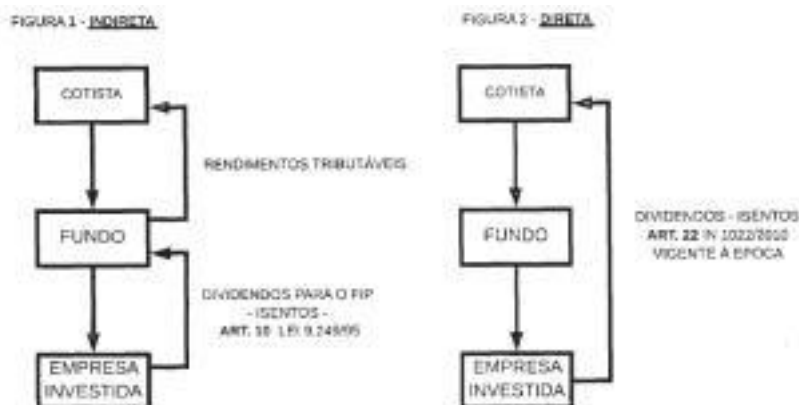 FIGURA 1 - INDIRETA
COTISTA
RENDIMENTOS TRIBUTÁVEIS
FUNDO
DIVIDENDOS PARA O FIP
- ISENTOS -
ART. 10 LEI 9.249/95
EMPRESA
INVESTIDA
FIGURA 2 - DIRETA
COTISTA
FUNDO
DIVIDENDOS - ISENTOS
ART. 22 IN 1022/2010
VIGENTE À EPOCA
EMPRESA
INVESTIDA